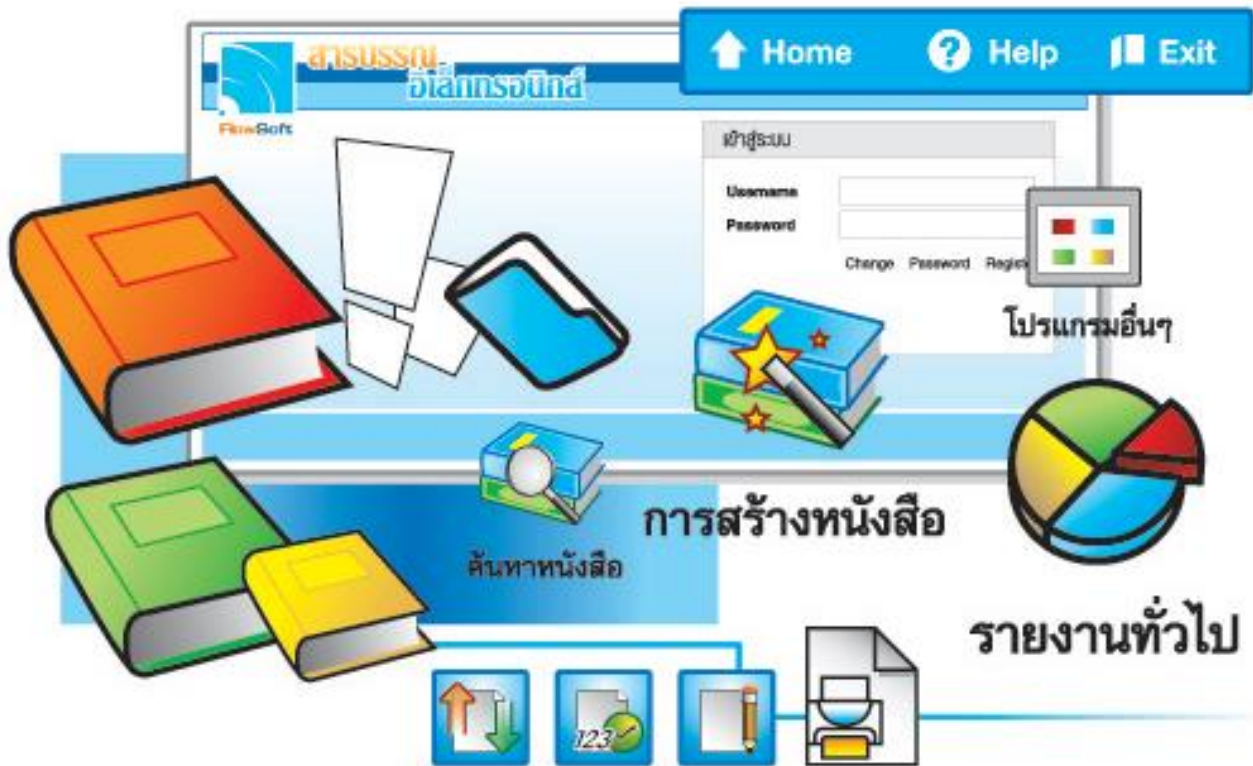 Home Help Exit
สารบรรณ
อิเล็กทรอนิกส์
FlowSoft
เข้าสู่ระบบ
Username
Password
Change Password Registe
โปรแกรมอื่นๆ
การสร้างหนังสือ
ค้นหาหนังสือ
รายงานทั่วไป
123